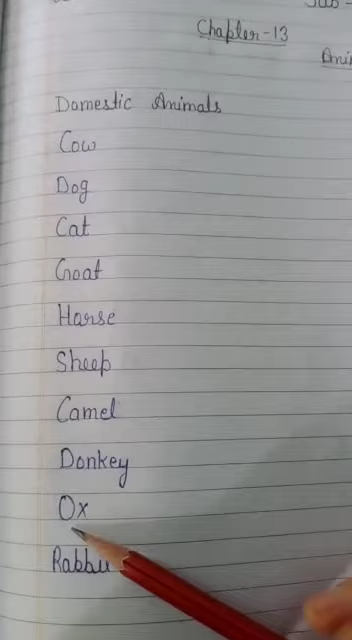 Chapter-13
Domestic Animals
Cow
Dog
Cat
Goat
Horse
Sheep
Camel
Donkey
Ox